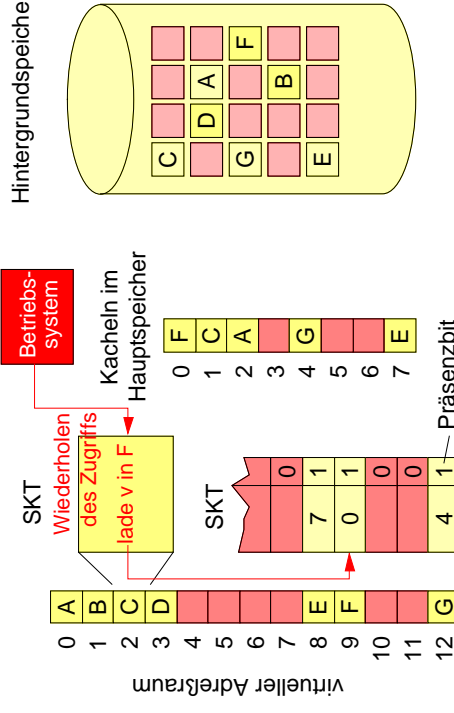 Hintergrundspeiche
C
D A
G F
B
E
Betriebs-
system
Kacheln im
Hauptspeicher
0 F
1 C
2 A
3
4 G
5
6
7 E
SKT
Wiederholen
des Zugriffs
lade v in F
SKT
0
7 1
0 1
0
0
4 1
Präsenzbit
virtueller Adreßraum
0 A
1 B
2 C
3 D
4
5
6
7
8 E
9 F
10
11
12 G